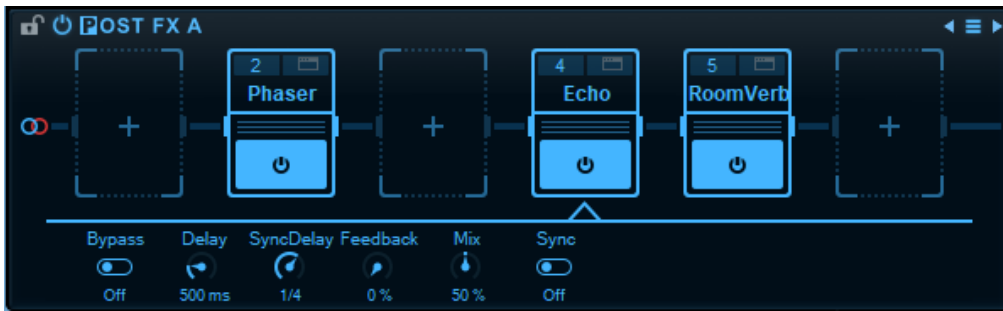 POST FX A
2
Phaser
4
Echo
5
RoomVerb
Bypass Delay SyncDelay Feedback Mix Sync
Off 500 ms 1/4 0 % 50 % Off